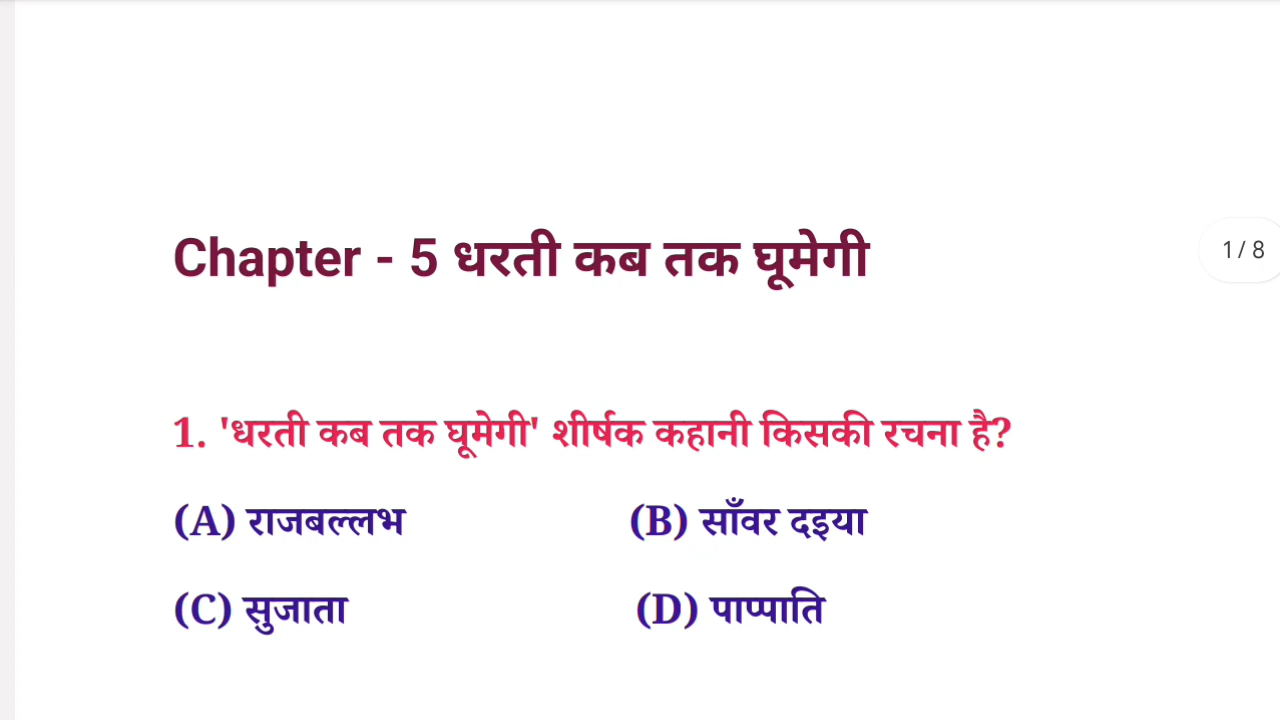 Chapter - 5 धरती कब तक घूमेगी
1 / 8
1. 'धरती कब तक घूमेगी' शीर्षक कहानी किसकी रचना है?
(A) राजबल्लभ (B) साँवर दइया
(C) सुजाता (D) पाप्पाति